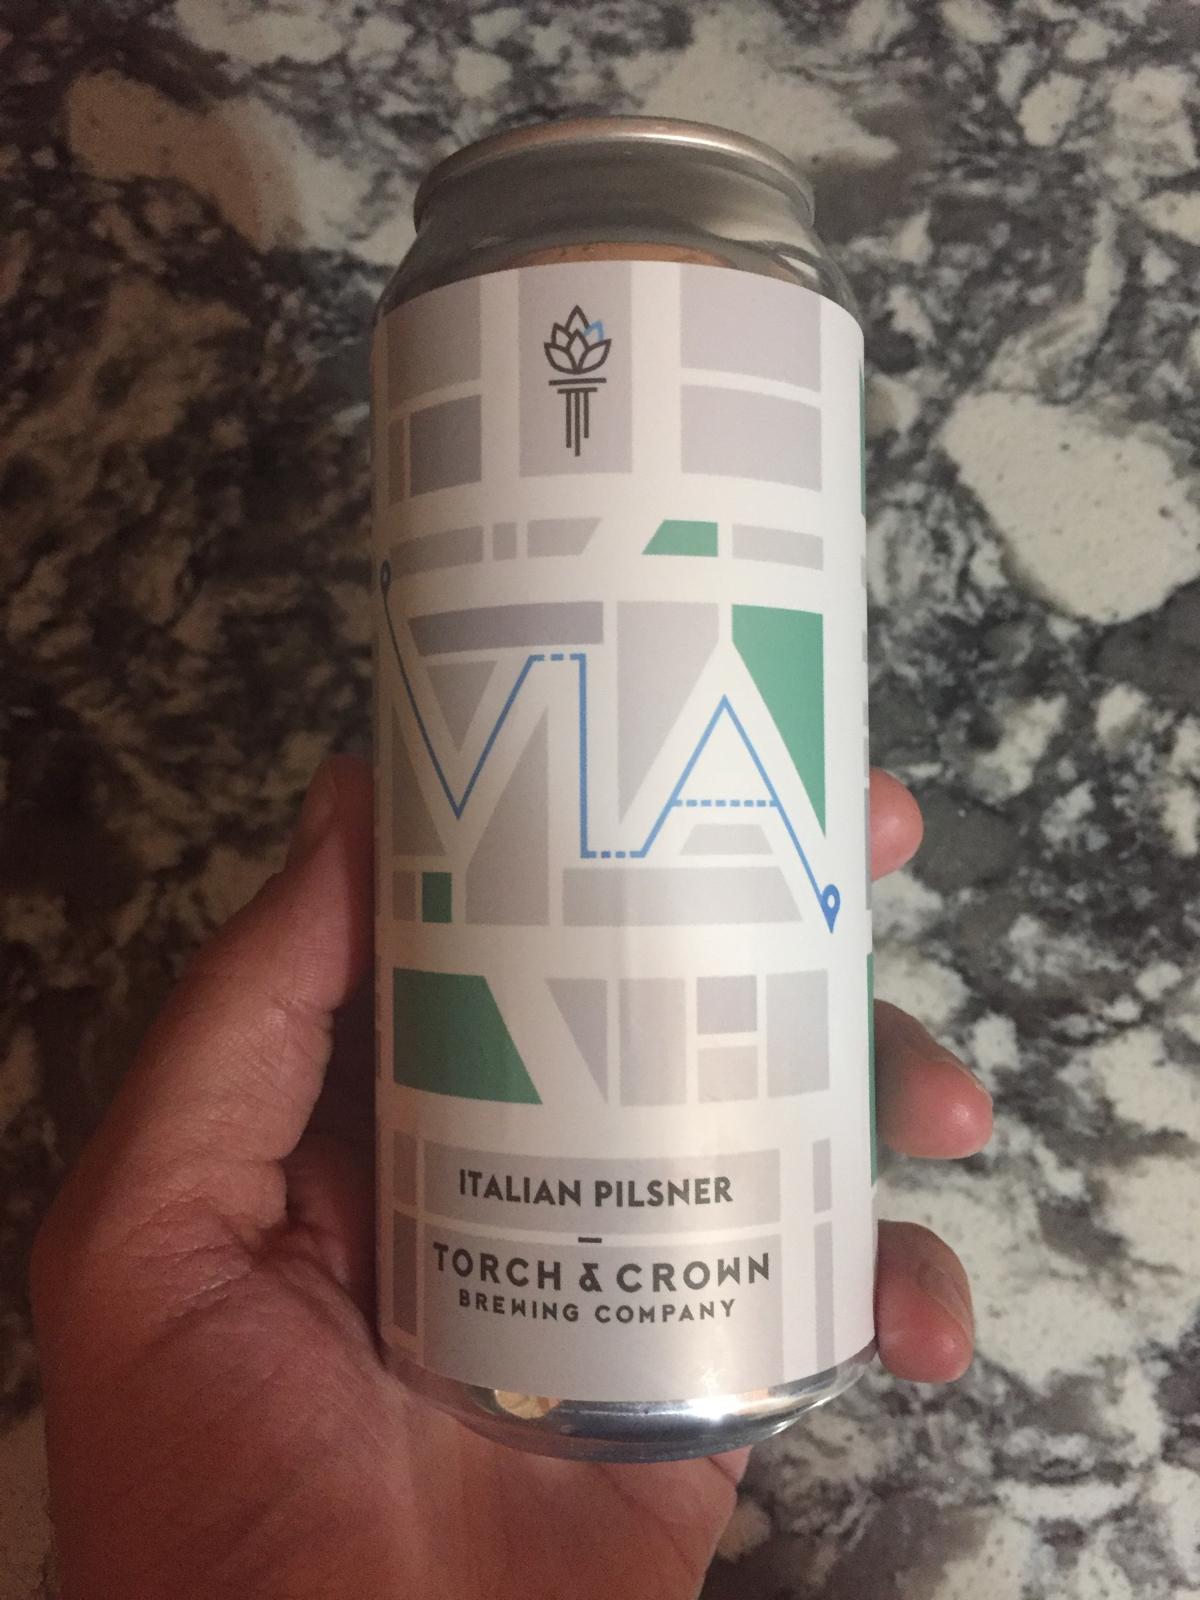 VIA
ITALIAN PILSNER
TORCH & CROWN
BREWING COMPANY